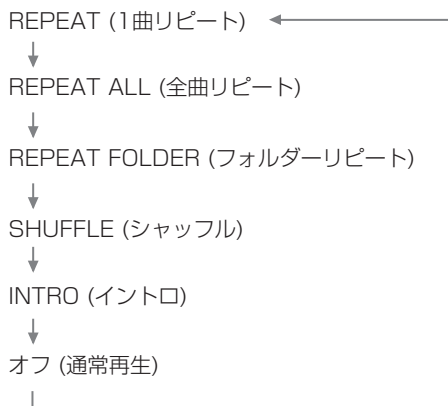 REPEAT (1曲リピート)
REPEAT ALL (全曲リピート)
REPEAT FOLDER (フォルダーリピート)
SHUFFLE (シャッフル)
INTRO (イントロ)
オフ (通常再生)